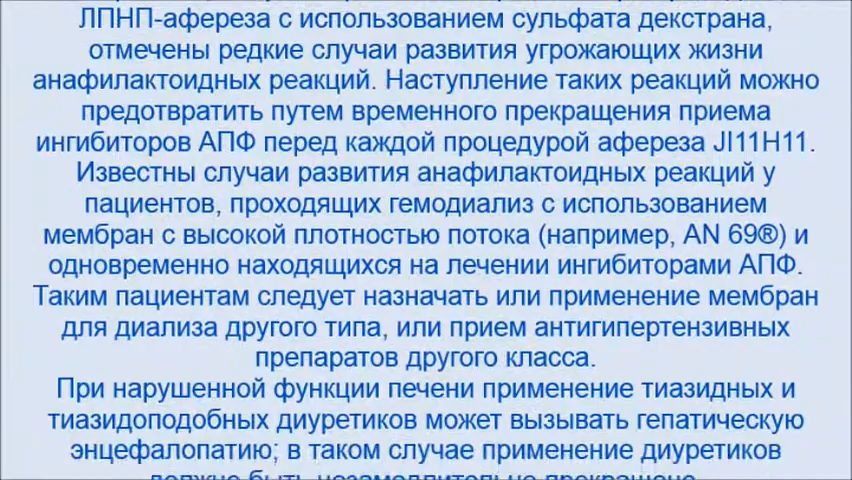 ЛПНП-афереза с использованием сульфата декстрана,
отмечены редкие случаи развития угрожающих жизни
анафилактоидных реакций. Наступление таких реакций можно
предотвратить путем временного прекращения приема
ингибиторов АПФ перед каждой процедурой афереза JI11H11.
Известны случаи развития анафилактоидных реакций у
пациентов, проходящих гемодиализ с использованием
мембран с высокой плотностью потока (например, AN 69®) и
одновременно находящихся на лечении ингибиторами АПФ.
Таким пациентам следует назначать или применение мембран
для диализа другого типа, или прием антигипертензивных
препаратов другого класса.
При нарушенной функции печени применение тиазидных и
тиазидоподобных диуретиков может вызывать гепатическую
энцефалопатию; в таком случае применение диуретиков
должно быть незамедлительно прекращено